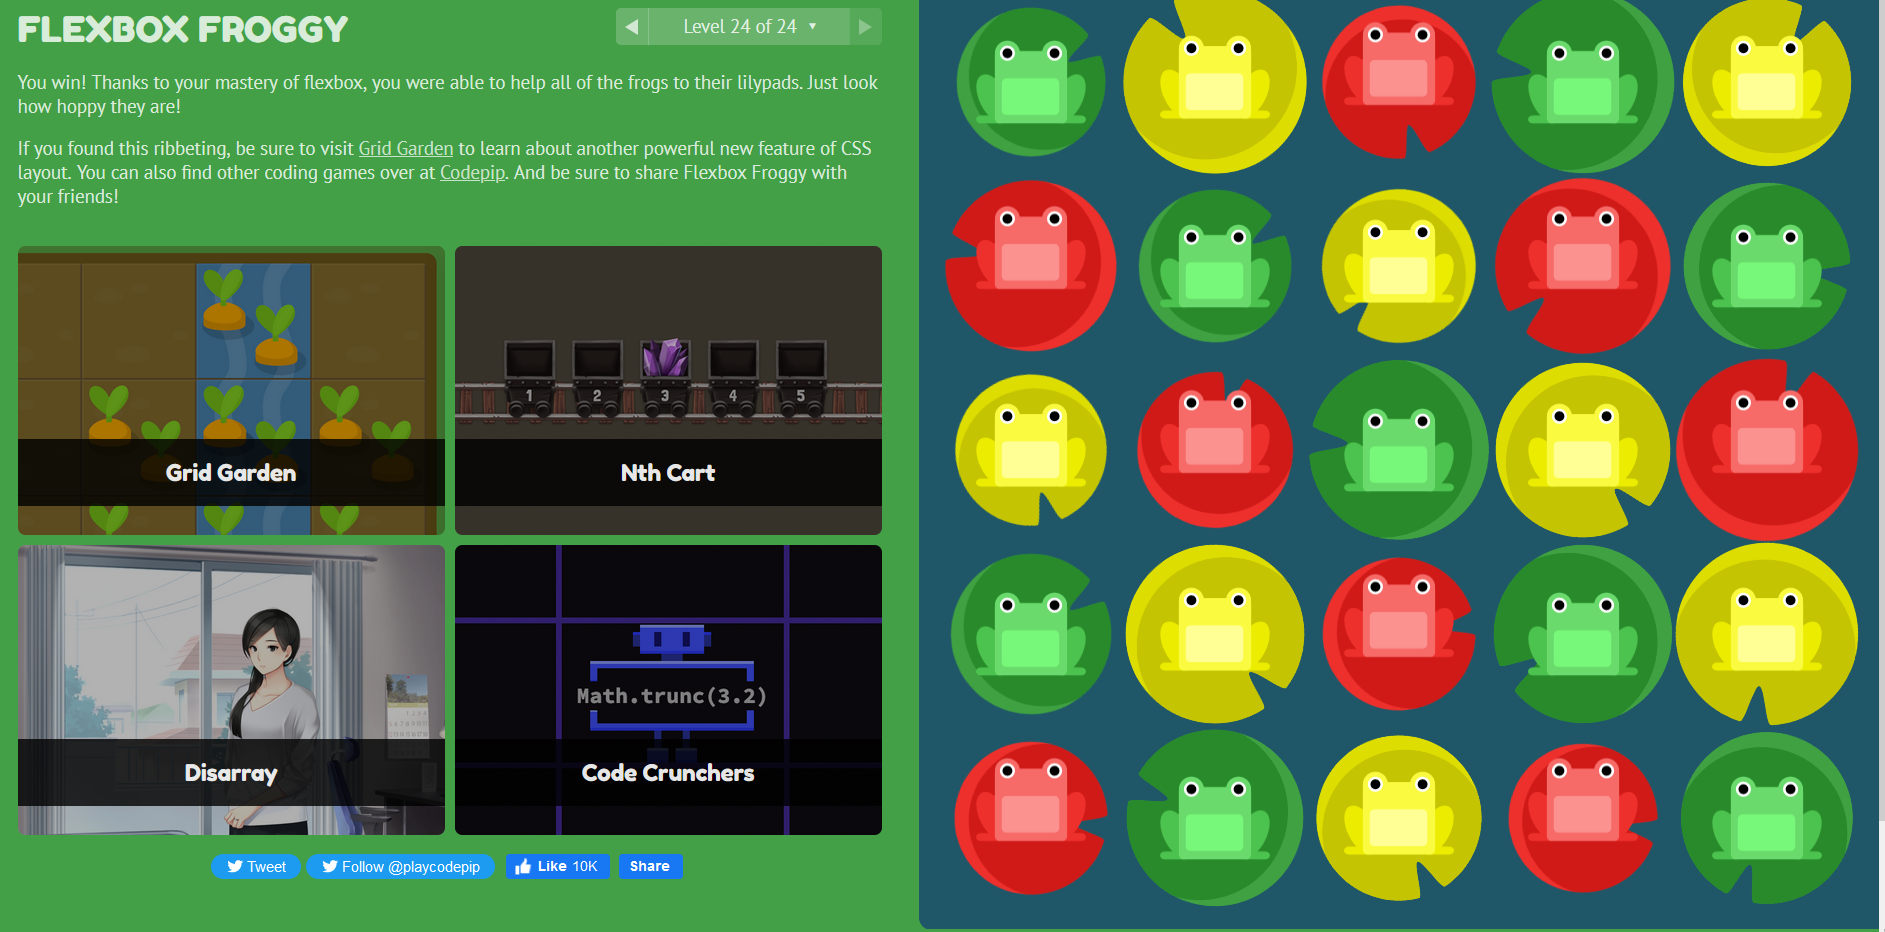 FLEXBOX FROGGY
◀ Level 24 of 24 ▼ ▶
You win! Thanks to your mastery of flexbox, you were able to help all of the frogs to their lilypads. Just look
how hoppy they are!
If you found this ribbeting, be sure to visit Grid Garden to learn about another powerful new feature of CSS
layout. You can also find other coding games over at Codepip. And be sure to share Flexbox Froggy with
your friends!
1 2 3 4 5
Grid Garden
Nth Cart
Math.trunc(3.2)
Disarray
Code Crunchers
Tweet Follow @playcodepip Like 10K Share